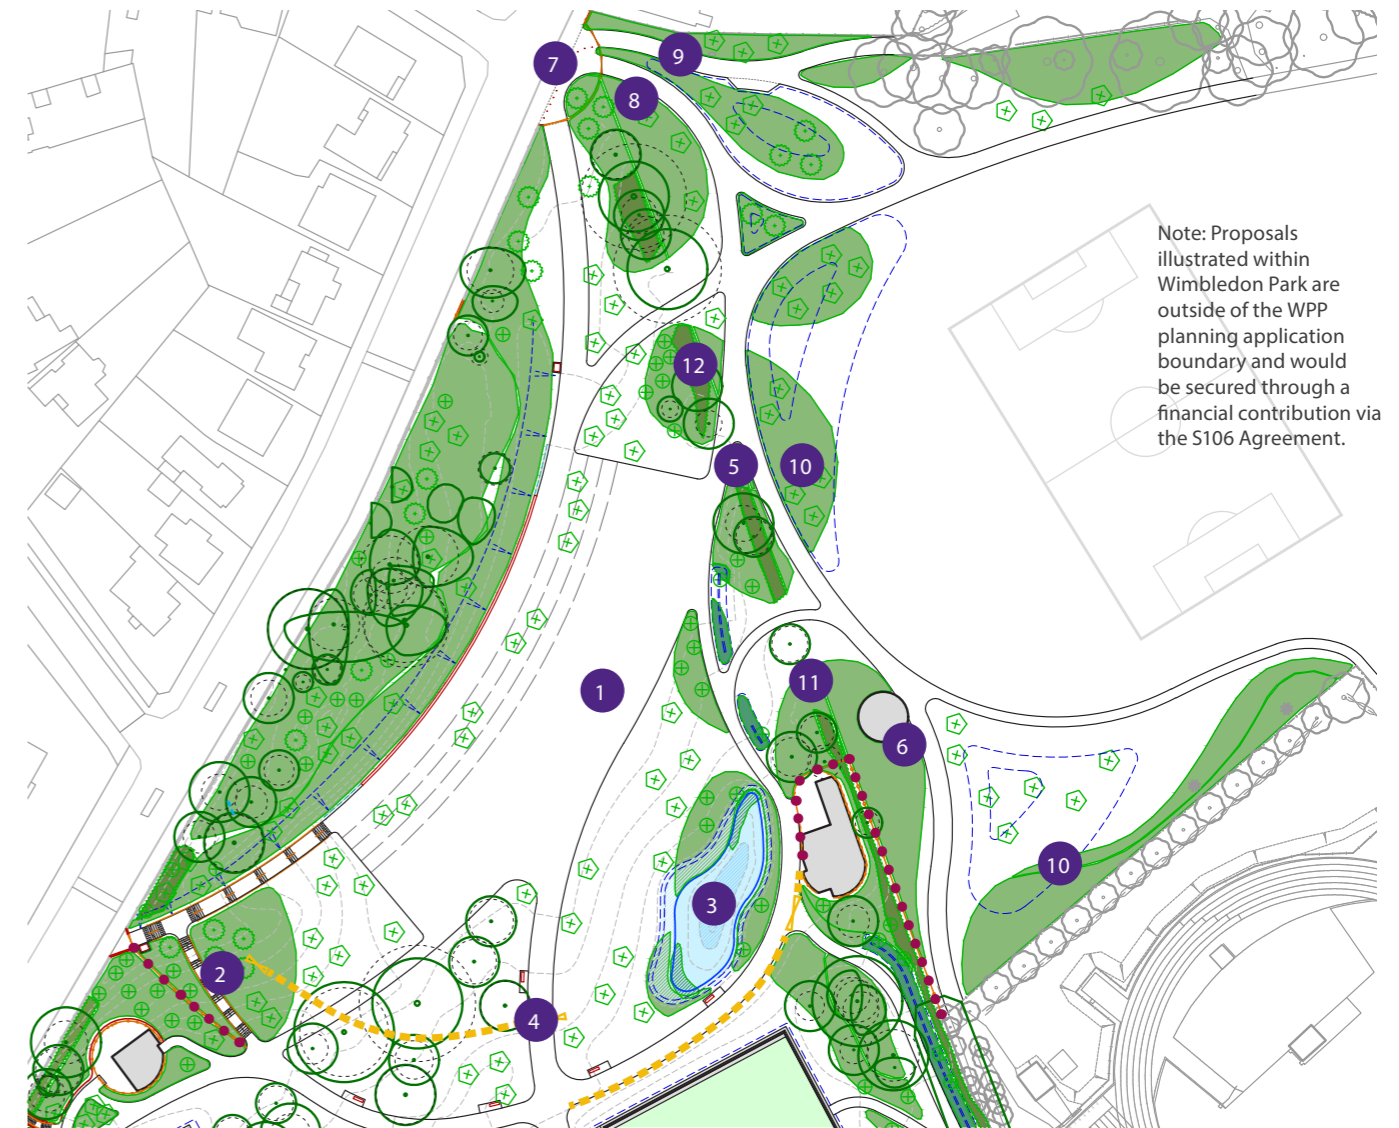 7
9
8
Note: Proposals
illustrated within
Wimbledon Park are
outside of the WPP
planning application
boundary and would
be secured through a
financial contribution via
the S106 Agreement.
12
5
10
1
11
6
10
3
2
4